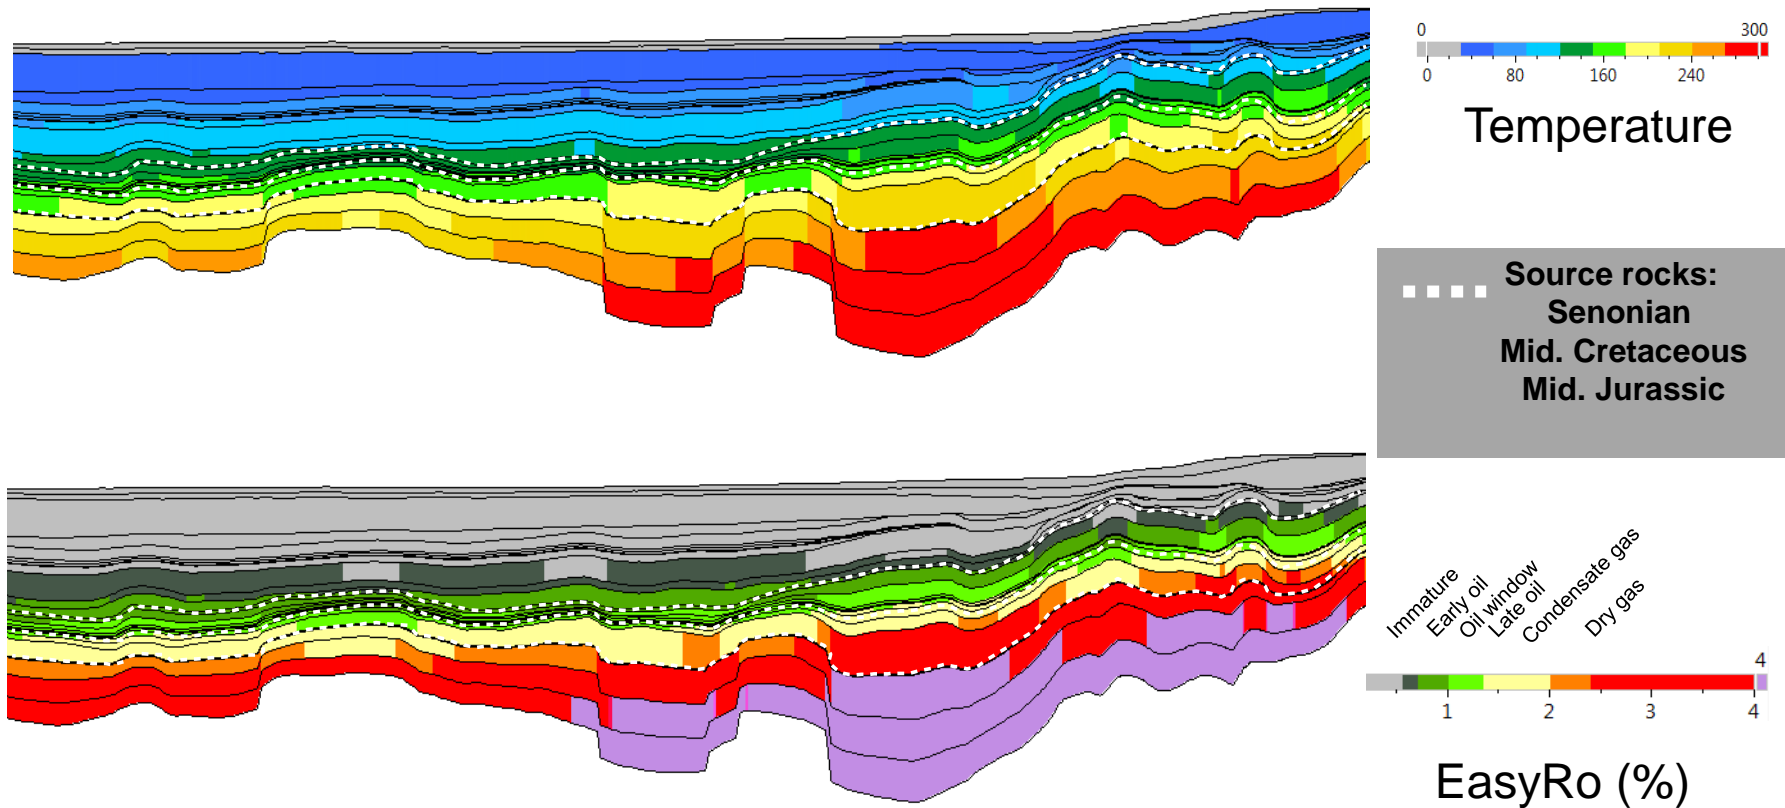 0 300
0 80 160 240
Temperature
Source rocks:
Senonian
Mid. Cretaceous
Mid. Jurassic
Immature
Early oil
Oil window
Late oil
Condensate gas
Dry gas
4
1 2 3 4
EasyRo (%)